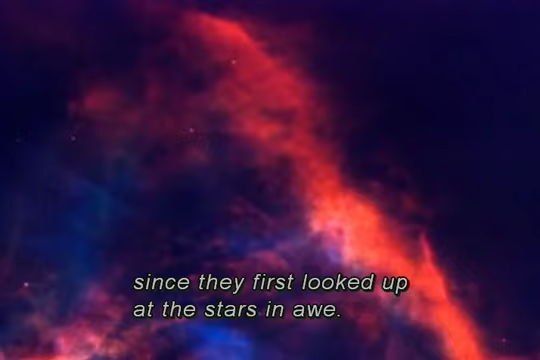 since they first looked up
at the stars in awe.